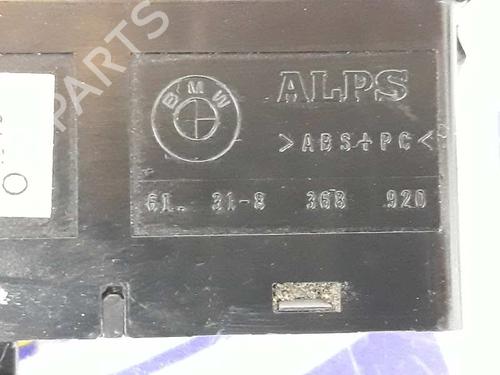 PARTS
BMW
ALPS
>ABS+PC<
61. 31-8 368 920